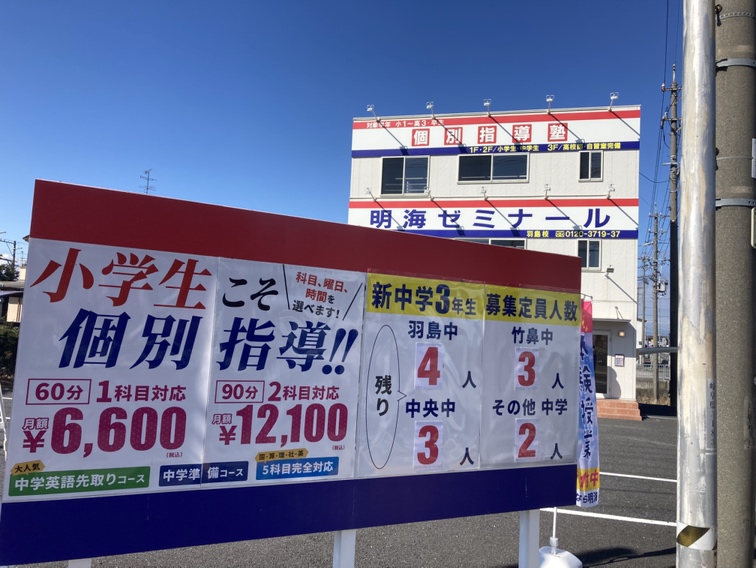 対象学年 小1～高3・卒
個別指導塾
1F・2F/小学生・中学生 3F/高校生・自習室完備
明海ゼミナール
羽島校 0120-3719-37
小学生こそ
個別指導!!
科目、曜日、
時間を
選べます!
60分 1科目対応
月額 ¥6,600 (税込)
90分 2科目対応
月額 ¥12,100 (税込)
大人気
中学英語先取りコース
中学準備コース
国・算・理・社・英
5科目完全対応
新中学3年生 募集定員人数
残り
羽島中
4人
中央中
3人
竹鼻中
3人
その他 中学
2人
体験授業